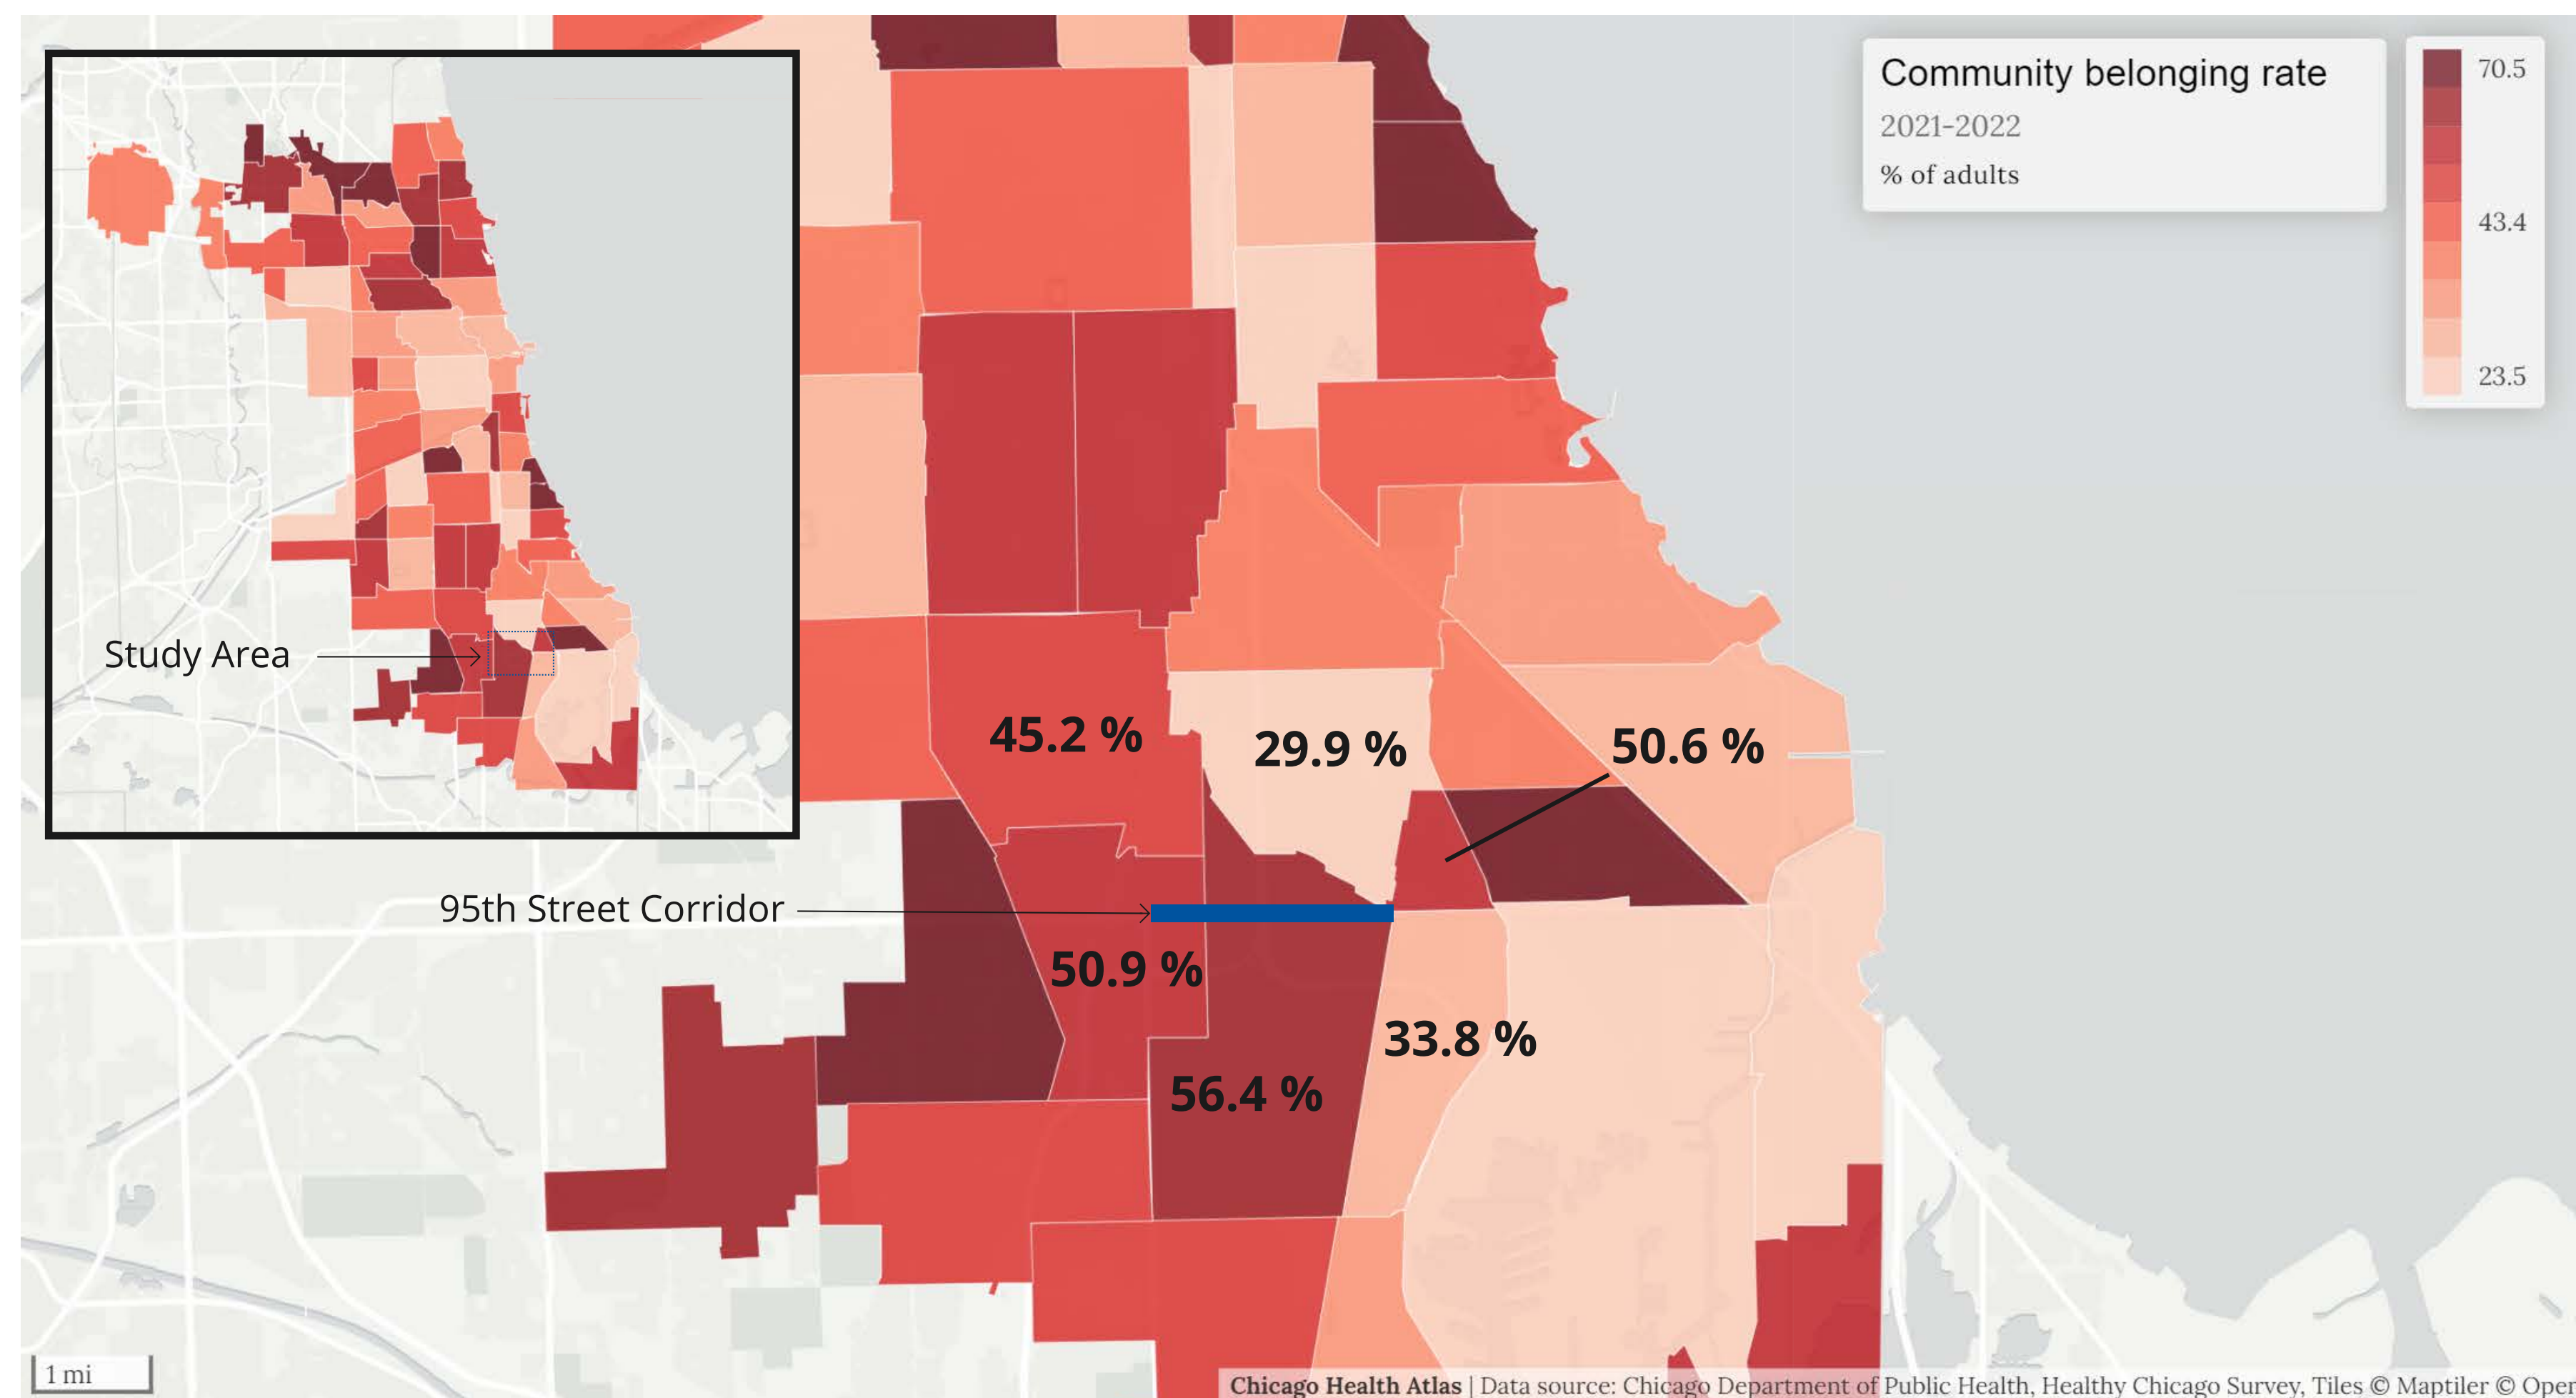 Community belonging rate
2021-2022
% of adults
70.5
43.4
23.5
Study Area
45.2 %
29.9 %
50.6 %
95th Street Corridor
50.9 %
33.8 %
56.4 %
1 mi
Chicago Health Atlas | Data source: Chicago Department of Public Health, Healthy Chicago Survey, Tiles © Maptiler © Ope